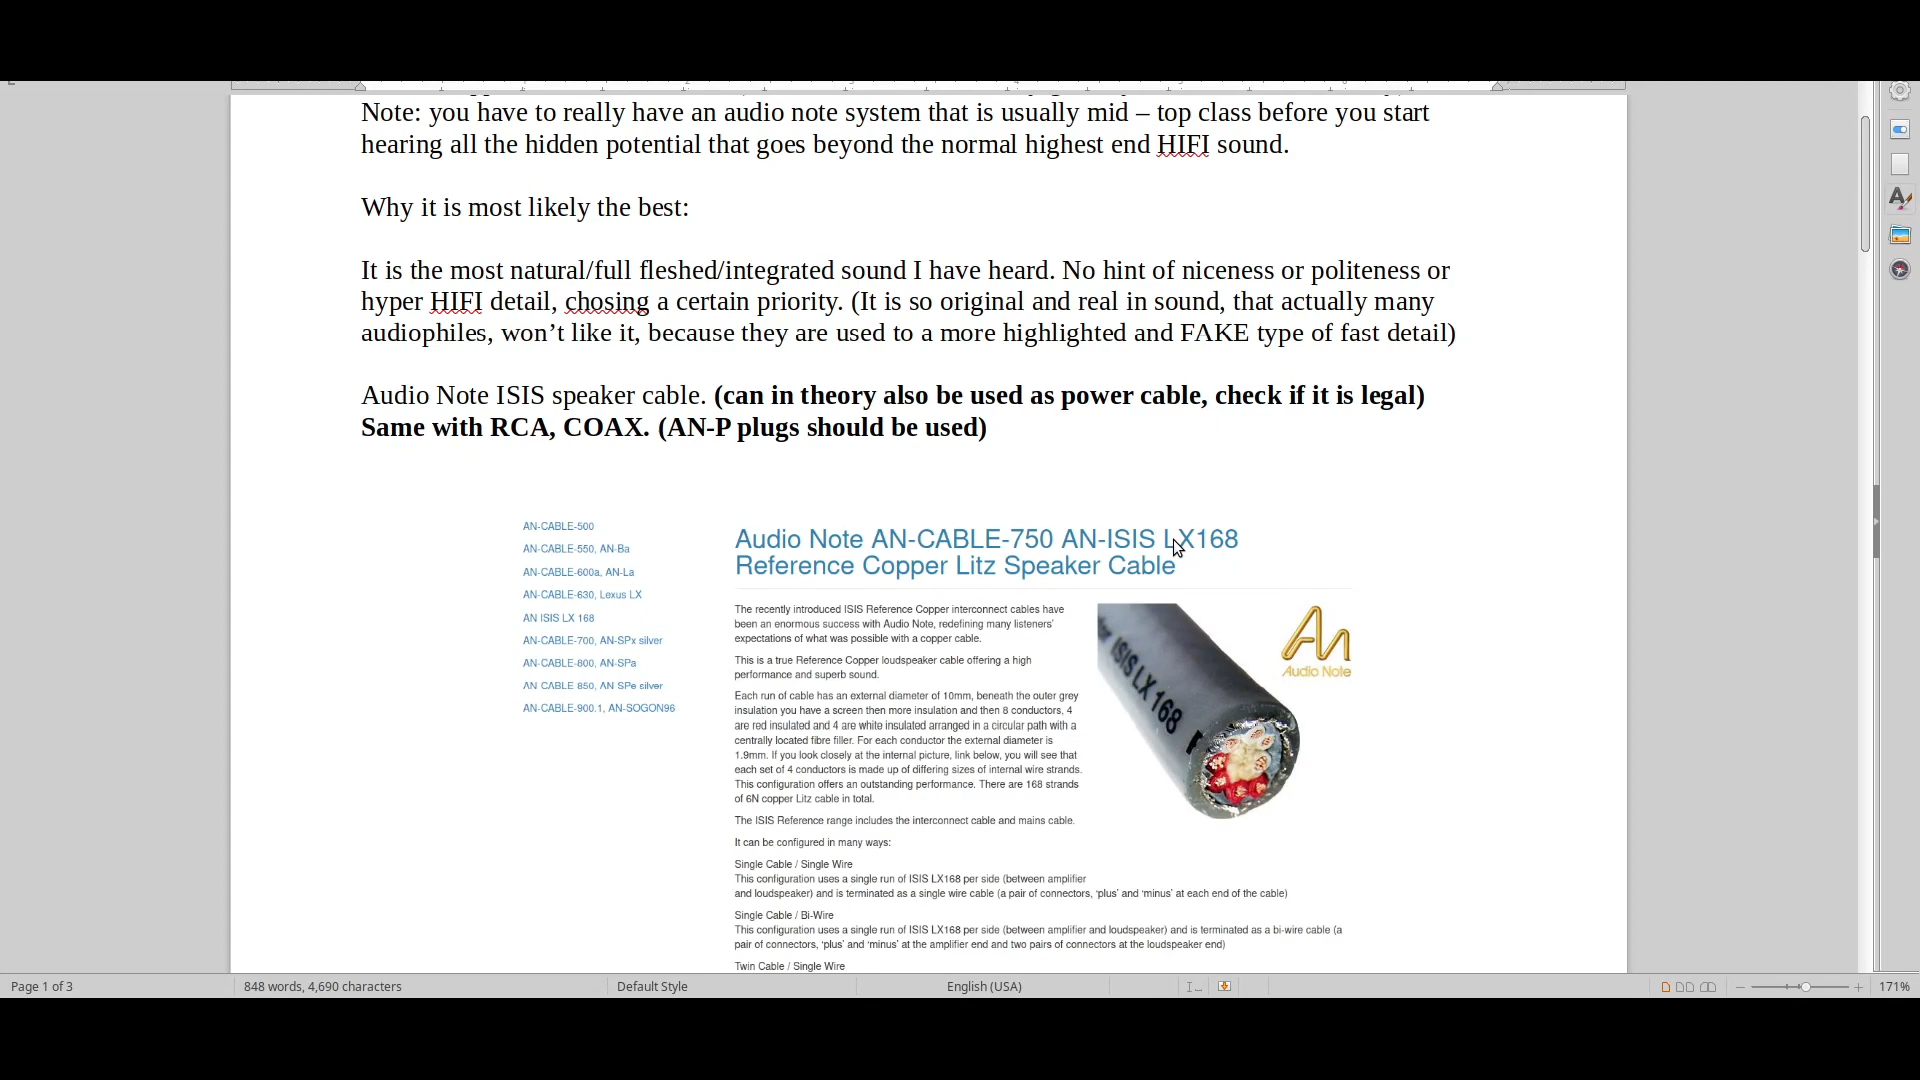 Note: you have to really have an audio note system that is usually mid – top class before you start
hearing all the hidden potential that goes beyond the normal highest end HIFI sound.
Why it is most likely the best:
It is the most natural/full fleshed/integrated sound I have heard. No hint of niceness or politeness or
hyper HIFI detail, chosing a certain priority. (It is so original and real in sound, that actually many
audiophiles, won’t like it, because they are used to a more highlighted and FAKE type of fast detail)
Audio Note ISIS speaker cable. (can in theory also be used as power cable, check if it is legal)
Same with RCA, COAX. (AN-P plugs should be used)
AN-CABLE-500
AN-CABLE-550, AN-Ba
AN-CABLE-600a, AN-La
AN-CABLE-630, Lexus LX
AN ISIS LX 168
AN-CABLE-700, AN-SPx silver
AN-CABLE-800, AN-SPa
AN-CABLE-850, AN-SPe silver
AN-CABLE-900.1, AN-SOGON96
Audio Note AN-CABLE-750 AN-ISIS LX168
Reference Copper Litz Speaker Cable
The recently introduced ISIS Reference Copper interconnect cables have
been an enormous success with Audio Note, redefining many listeners’
expectations of what was possible with a copper cable.
This is a true Reference Copper loudspeaker cable offering a high
performance and superb sound.
Each run of cable has an external diameter of 10mm, beneath the outer grey
insulation you have a screen then more insulation and then 8 conductors, 4
are red insulated and 4 are white insulated arranged in a circular path with a
centrally located fibre filler. For each conductor the external diameter is
1.9mm. If you look closely at the internal picture, link below, you will see that
each set of 4 conductors is made up of differing sizes of internal wire strands.
This configuration offers an outstanding performance. There are 168 strands
of 6N copper Litz cable in total.
ISIS LX 168
An
Audio Note
The ISIS Reference range includes the interconnect cable and mains cable.
It can be configured in many ways:
Single Cable / Single Wire
This configuration uses a single run of ISIS LX168 per side (between amplifier
and loudspeaker) and is terminated as a single wire cable (a pair of connectors, ‘plus’ and ‘minus’ at each end of the cable)
Single Cable / Bi-Wire
This configuration uses a single run of ISIS LX168 per side (between amplifier and loudspeaker) and is terminated as a bi-wire cable (a
pair of connectors, ‘plus’ and ‘minus’ at the amplifier end and two pairs of connectors at the loudspeaker end)
Twin Cable / Single Wire
Page 1 of 3
848 words, 4,690 characters
Default Style
English (USA)
171%